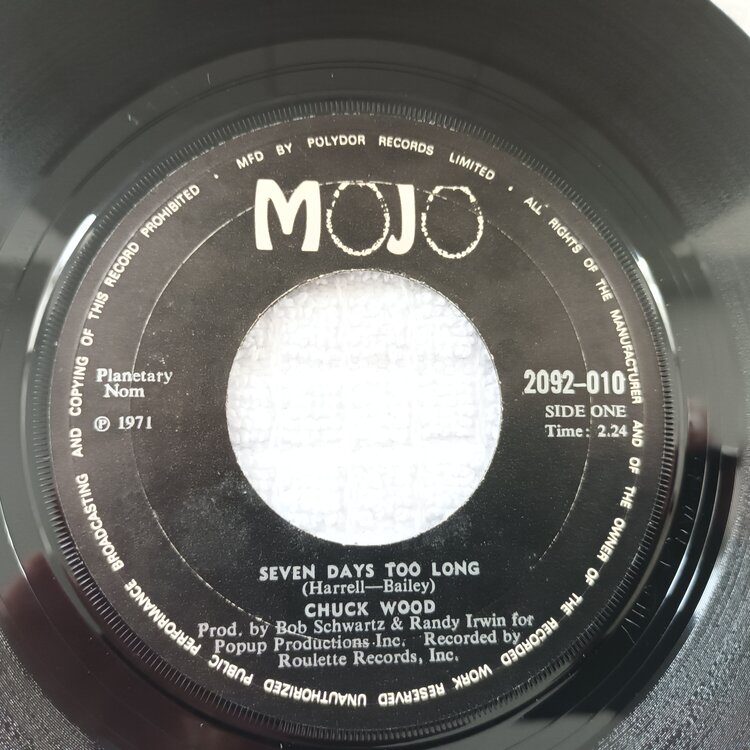 MFD BY POLYDOR RECORDS LIMITED · ALL RIGHTS OF THE MANUFACTURER AND OF THE OWNER OF THE RECORDED WORK RESERVED UNAUTHORIZED PUBLIC PERFORMANCE BROADCASTING AND COPYING OF THIS RECORD PROHIBITED ·
MOJO
Planetary
Nom
℗ 1971
2092-010
SIDE ONE
Time: 2.24
SEVEN DAYS TOO LONG
(Harrell—Bailey)
CHUCK WOOD
Prod. by Bob Schwartz & Randy Irwin for
Popup Productions Inc. Recorded by
Roulette Records, Inc.